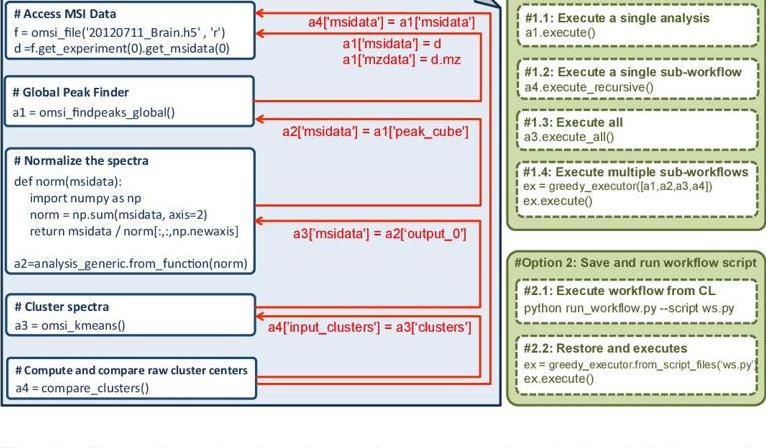 # Access MSI Data
f = omsi_file('20120711_Brain.h5' , 'r')
d =f.get_experiment(0).get_msidata(0)
# Global Peak Finder
a1 = omsi_findpeaks_global()
# Normalize the spectra
def norm(msidata):
import numpy as np
norm = np.sum(msidata, axis=2)
return msidata / norm[:,:,np.newaxis]
a2=analysis_generic.from_function(norm)
# Cluster spectra
a3 = omsi_kmeans()
# Compute and compare raw cluster centers
a4 = compare_clusters()
a4['msidata'] = a1['msidata']
a1['msidata'] = d
a1['mzdata'] = d.mz
a2['msidata'] = a1['peak_cube']
a3['msidata'] = a2['output_0']
a4['input_clusters'] = a3['clusters']
#1.1: Execute a single analysis
a1.execute()
#1.2: Execute a single sub-workflow
a4.execute_recursive()
#1.3: Execute all
a3.execute_all()
#1.4: Execute multiple sub-workflows
ex = greedy_executor([a1,a2,a3,a4])
ex.execute()
#Option 2: Save and run workflow script
#2.1: Execute workflow from CL
python run_workflow.py --script ws.py
#2.2: Restore and executes
ex = greedy_executor.from_script_files('ws.py')
ex.execute()